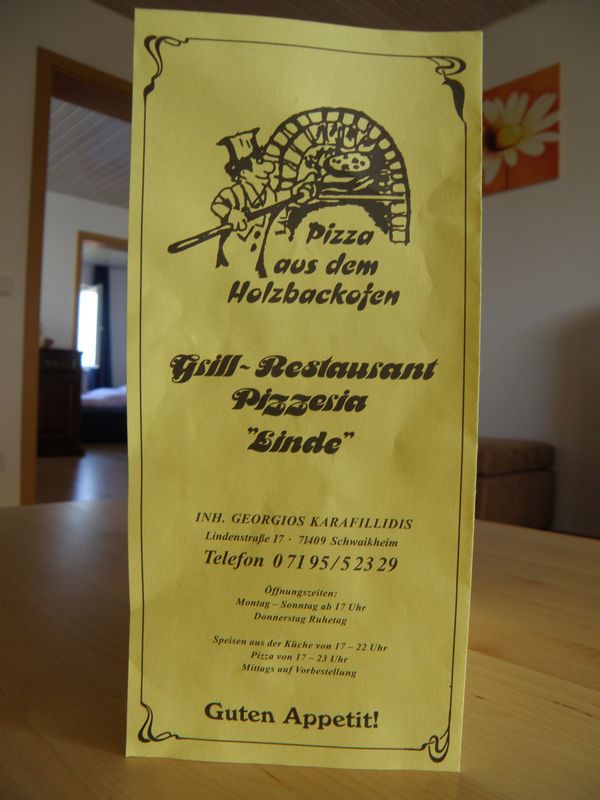 Pizza
aus dem
Holzbackofen
Grill-Restaurant
Pizzeria
"Linde"
INH. GEORGIOS KARAFILLIDIS
Lindenstraße 17 · 71409 Schwaikheim
Telefon 07195/52329
Öffnungszeiten:
Montag – Sonntag ab 17 Uhr
Donnerstag Ruhetag
Speisen aus der Küche von 17 – 22 Uhr
Pizza von 17 – 23 Uhr
Mittags auf Vorbestellung
Guten Appetit!